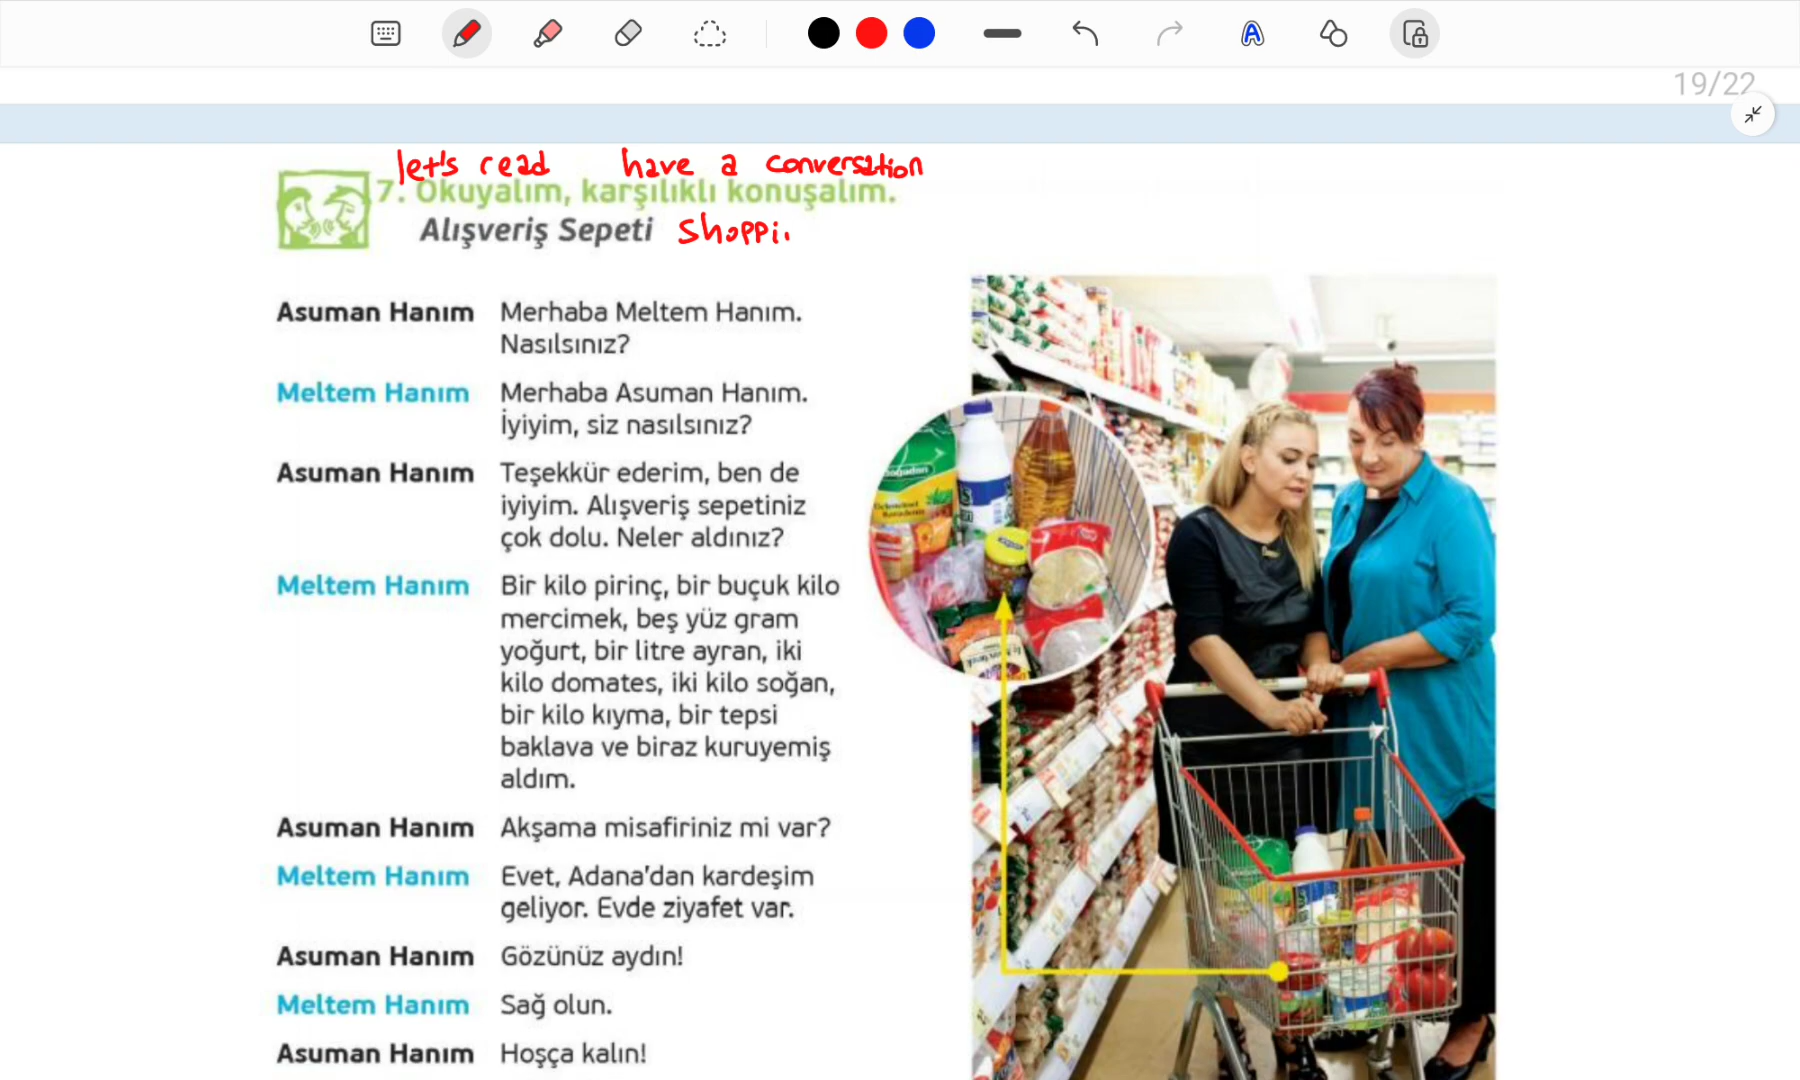 19/22
let's read have a conversation
7. Okuyalım, karşılıklı konuşalım.
Alışveriş Sepeti shoppi
Asuman Hanım Merhaba Meltem Hanım.
Nasılsınız?
Meltem Hanım Merhaba Asuman Hanım.
İyiyim, siz nasılsınız?
Asuman Hanım Teşekkür ederim, ben de
iyiyim. Alışveriş sepetiniz
çok dolu. Neler aldınız?
Meltem Hanım Bir kilo pirinç, bir buçuk kilo
mercimek, beş yüz gram
yoğurt, bir litre ayran, iki
kilo domates, iki kilo soğan,
bir kilo kıyma, bir tepsi
baklava ve biraz kuruyemiş
aldım.
Asuman Hanım Akşama misafiriniz mi var?
Meltem Hanım Evet, Adana'dan kardeşim
geliyor. Evde ziyafet var.
Asuman Hanım Gözünüz aydın!
Meltem Hanım Sağ olun.
Asuman Hanım Hoşça kalın!